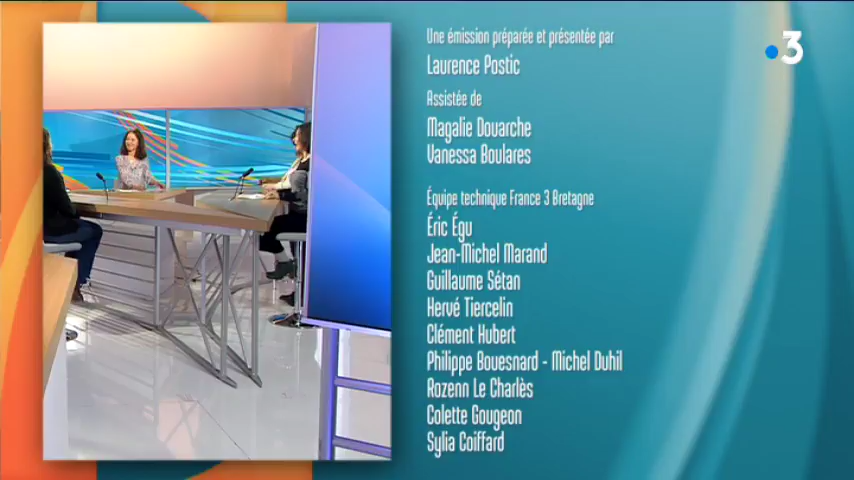 Une émission préparée et présentée par
Laurence Postic
Assistée de
Magalie Douarche
Vanessa Boulares
Équipe technique France 3 Bretagne
Éric Égu
Jean-Michel Marand
Guillaume Sétan
Hervé Tiercelin
Clément Hubert
Philippe Bouesnard - Michel Duhil
Rozenn Le Charlès
Colette Gougeon
Sylia Coiffard
3